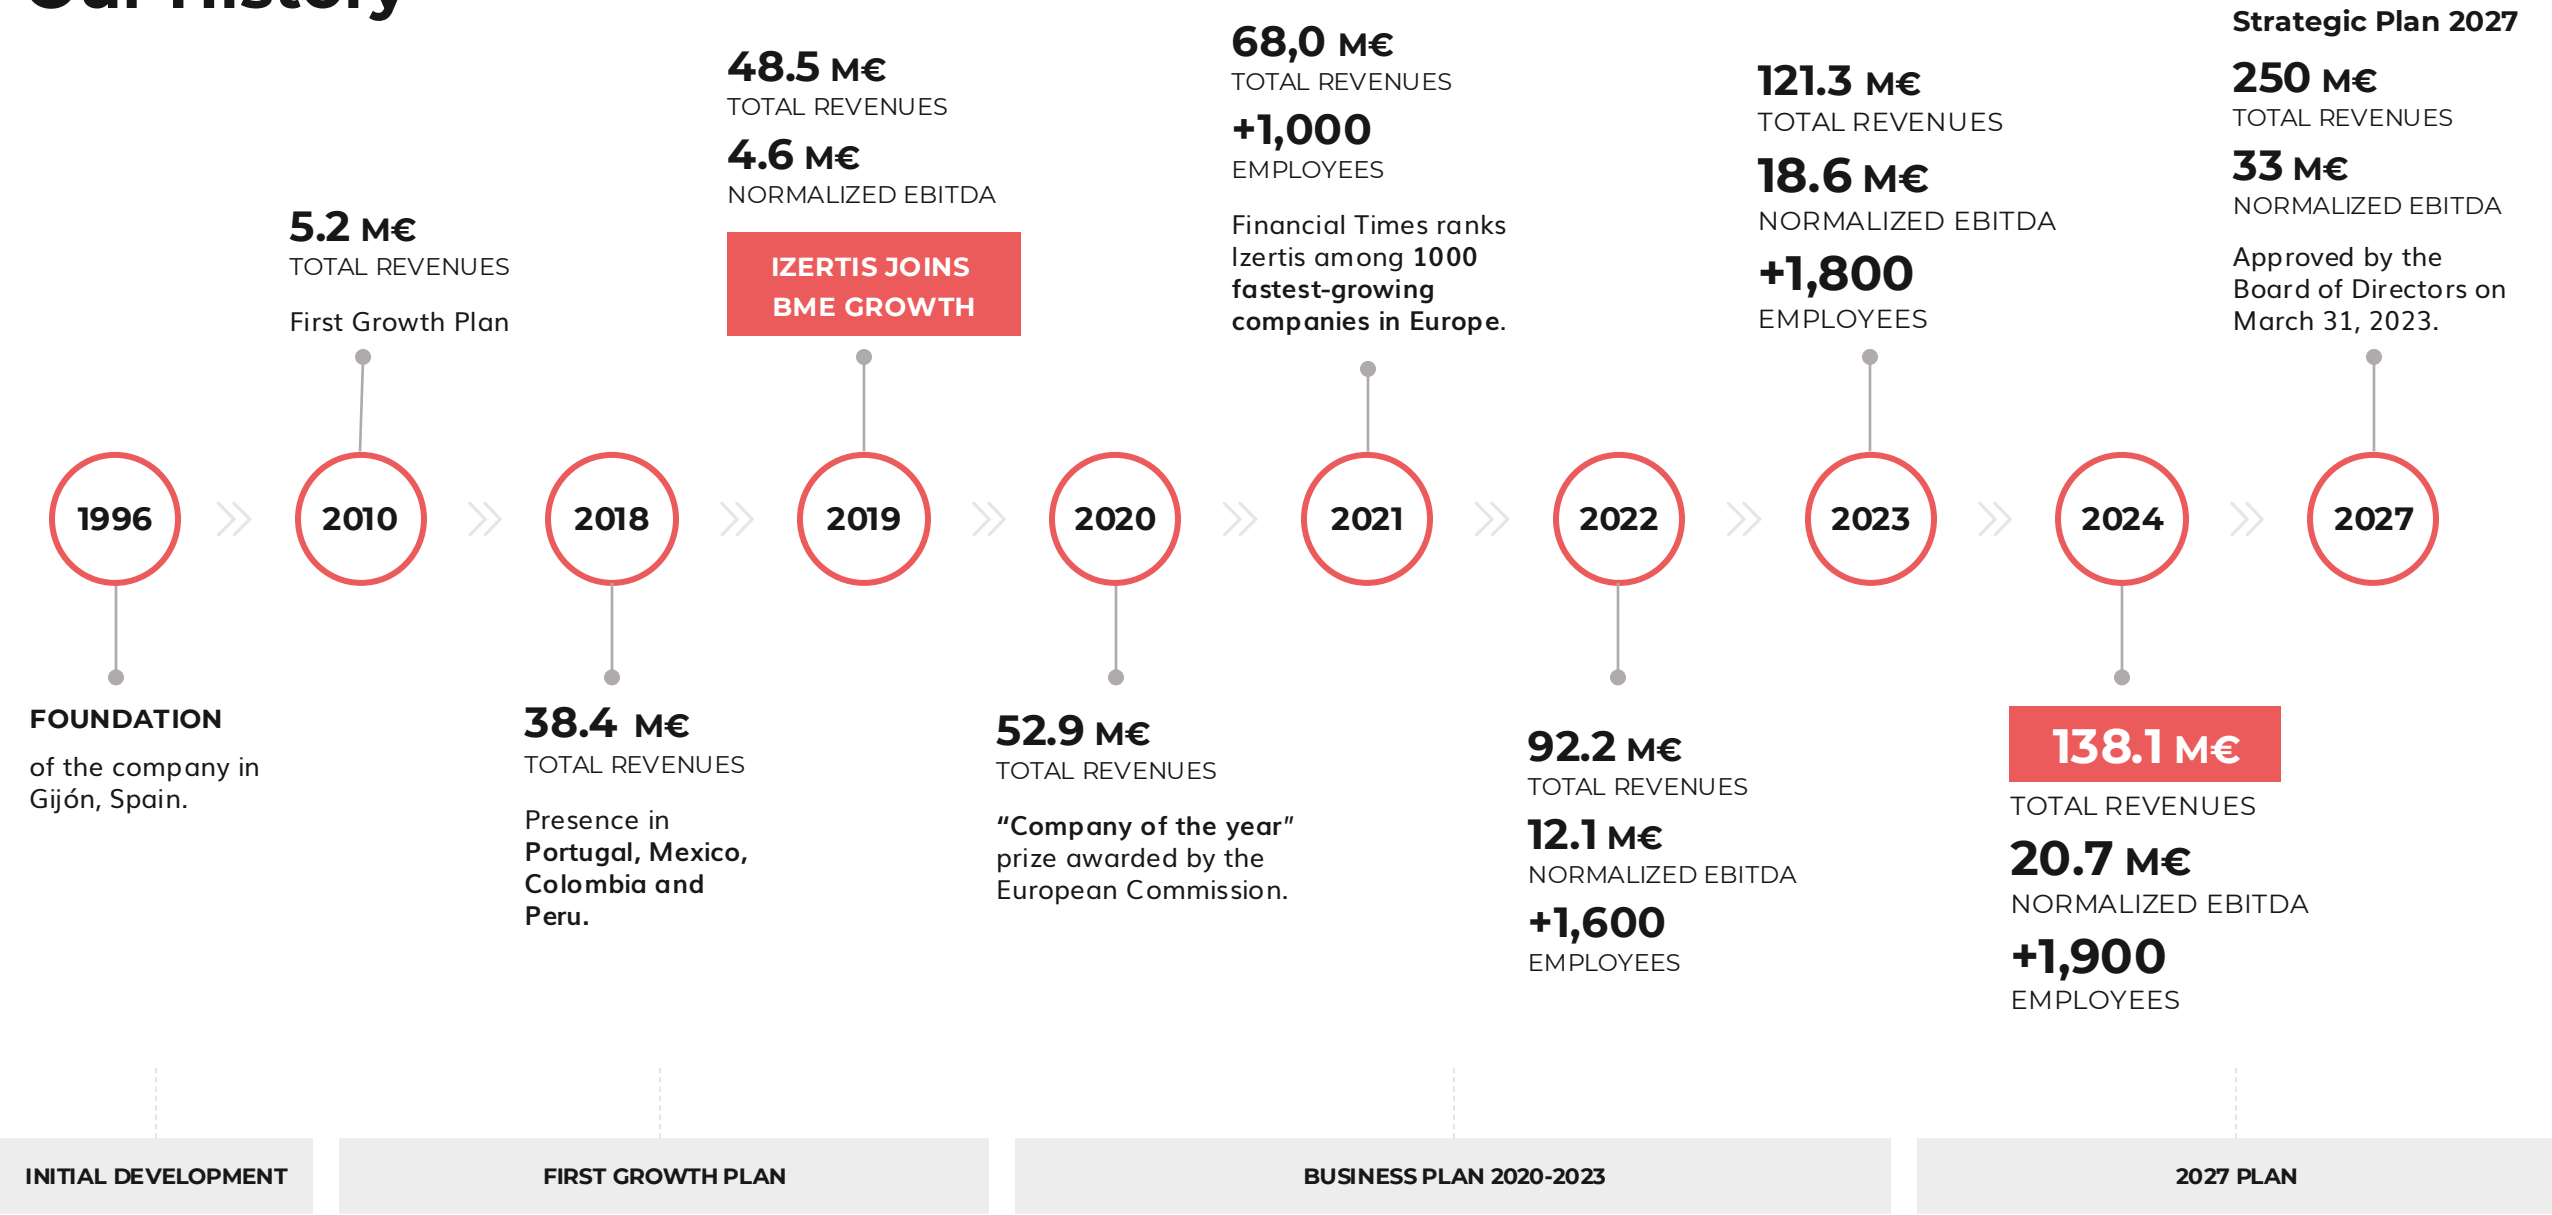 Our History
5.2 M€
TOTAL REVENUES
First Growth Plan
48.5 M€
TOTAL REVENUES
4.6 M€
NORMALIZED EBITDA
IZERTIS JOINS
BME GROWTH
68,0 M€
TOTAL REVENUES
+1,000
EMPLOYEES
Financial Times ranks
Izertis among 1000
fastest-growing
companies in Europe.
121.3 M€
TOTAL REVENUES
18.6 M€
NORMALIZED EBITDA
+1,800
EMPLOYEES
Strategic Plan 2027
250 M€
TOTAL REVENUES
33 M€
NORMALIZED EBITDA
Approved by the
Board of Directors on
March 31, 2023.
1996
2010
2018
2019
2020
2021
2022
2023
2024
2027
FOUNDATION
of the company in
Gijón, Spain.
38.4 M€
TOTAL REVENUES
Presence in
Portugal, Mexico,
Colombia and
Peru.
52.9 M€
TOTAL REVENUES
“Company of the year”
prize awarded by the
European Commission.
92.2 M€
TOTAL REVENUES
12.1 M€
NORMALIZED EBITDA
+1,600
EMPLOYEES
138.1 M€
TOTAL REVENUES
20.7 M€
NORMALIZED EBITDA
+1,900
EMPLOYEES
INITIAL DEVELOPMENT
FIRST GROWTH PLAN
BUSINESS PLAN 2020-2023
2027 PLAN